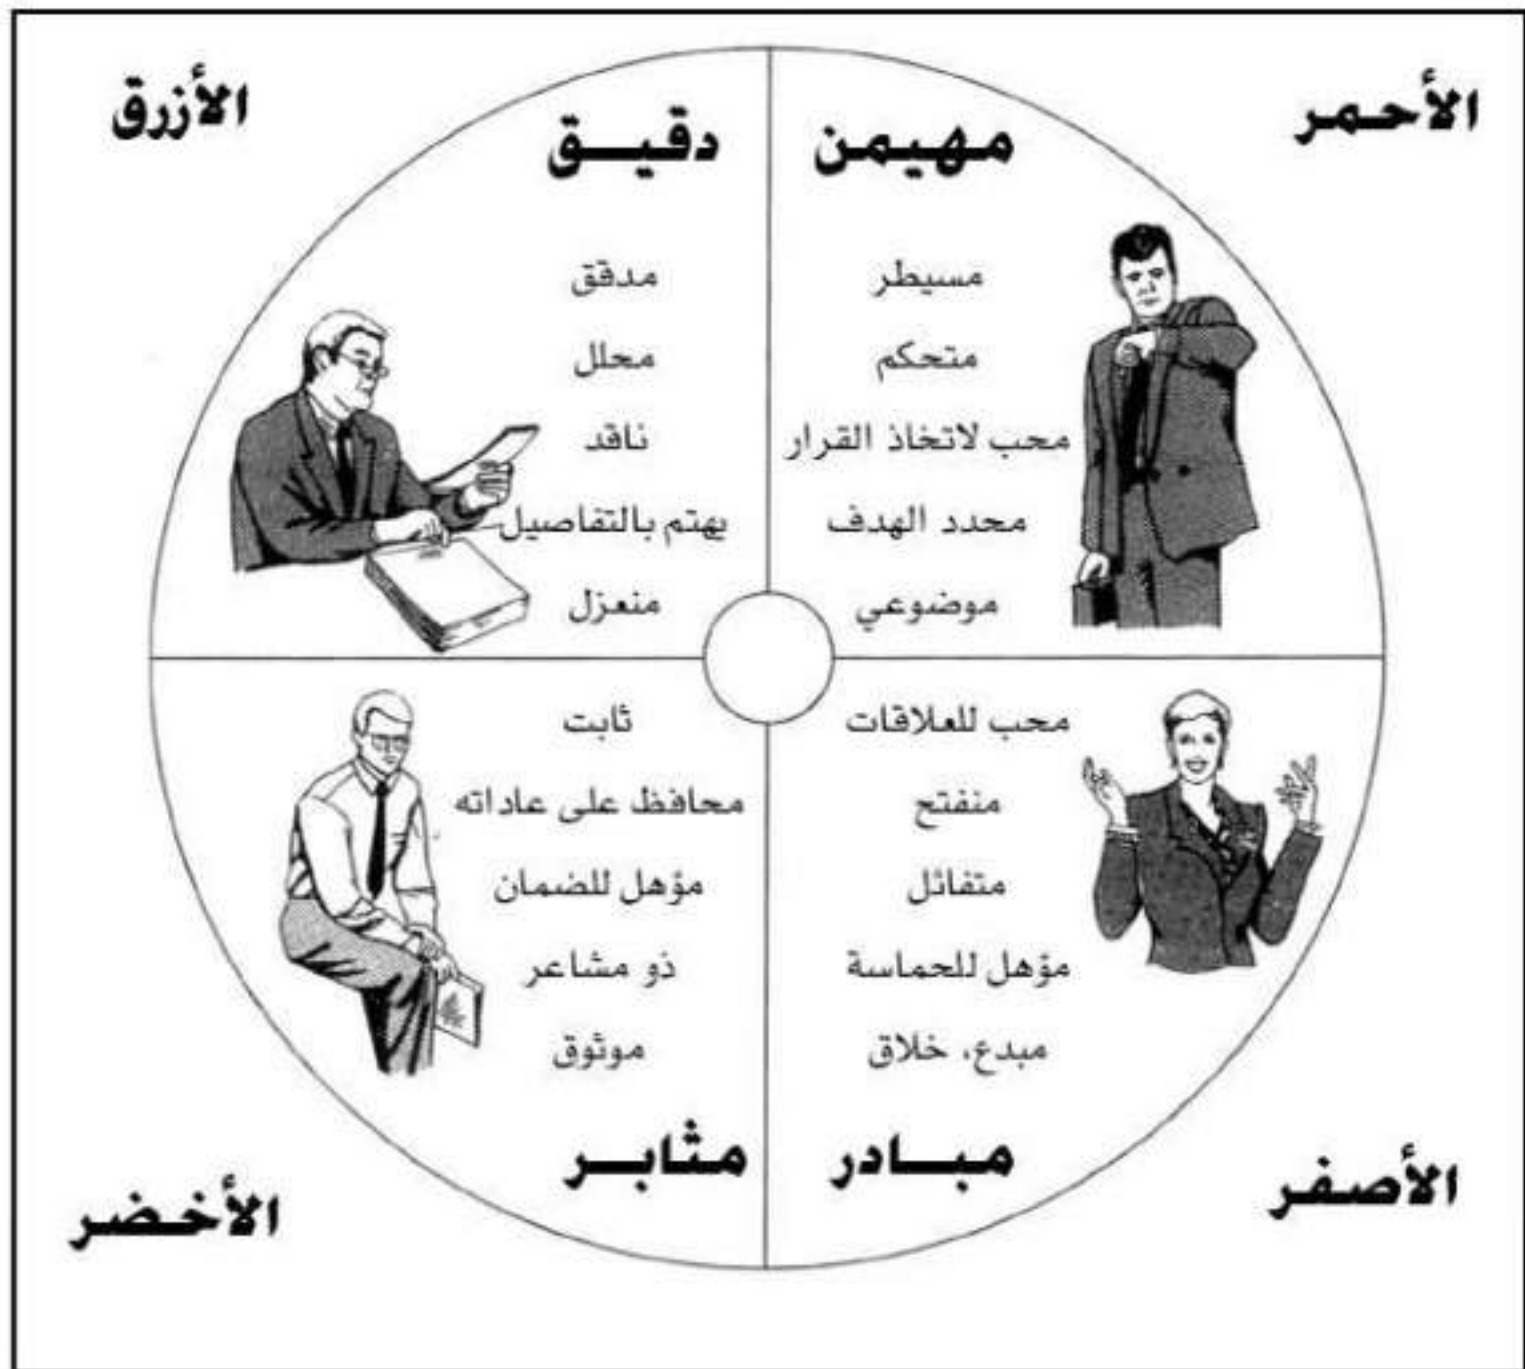 الأحمر
مهيمن
مسيطر
متحكم
محب لاتخاذ القرار
محدد الهدف
موضوعي
الأزرق
دقيق
مدقق
محلل
ناقد
يهتم بالتفاصيل
منعزل
محب للعلاقات
منفتح
متفائل
مؤهل للحماسة
مبدع، خلاق
مبادر
الأصفر
ثابت
محافظ على عاداته
مؤهل للضمان
ذو مشاعر
موثوق
مثابر
الأخضر